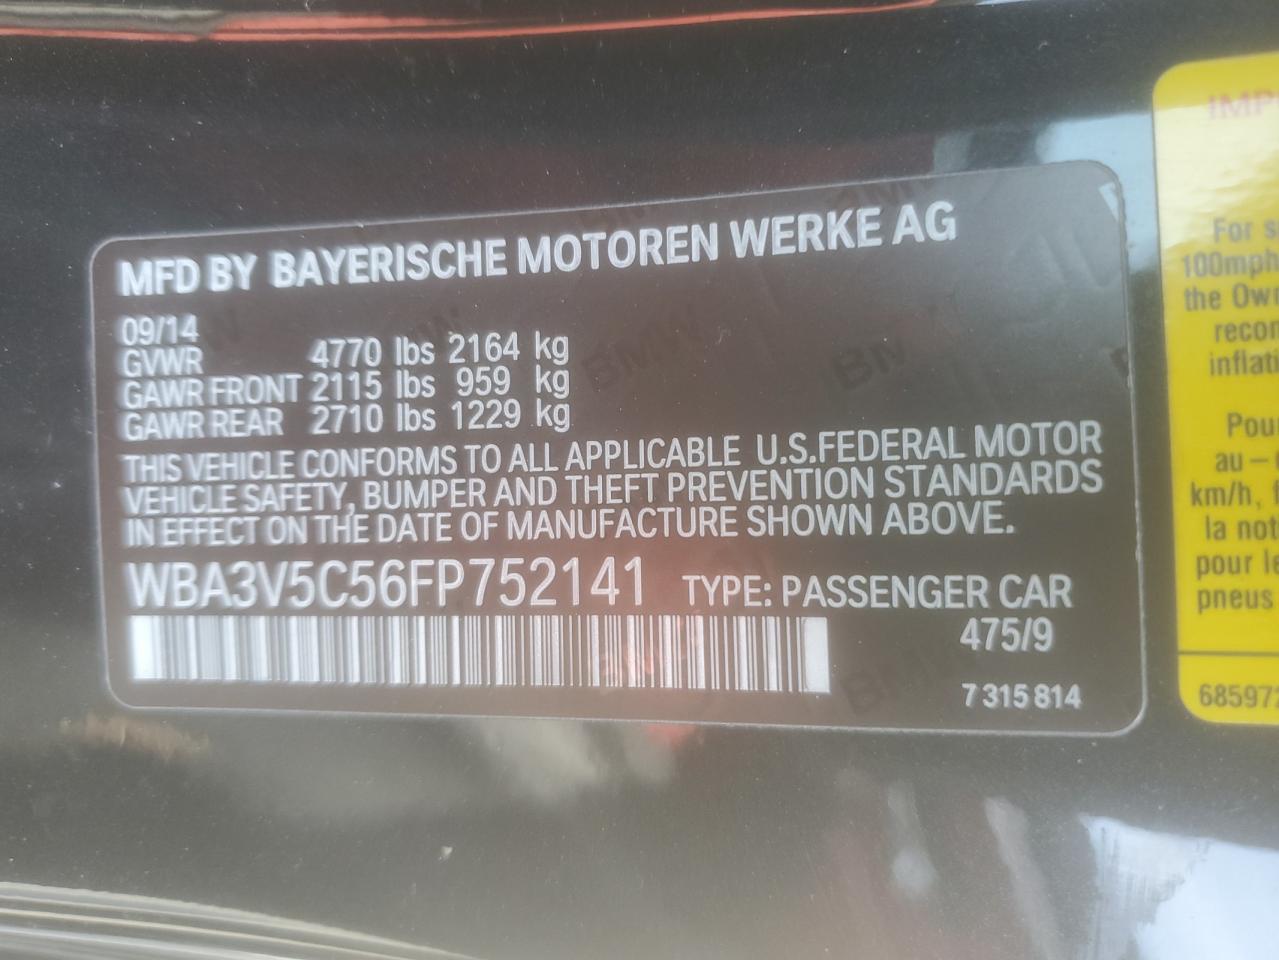 MFD BY BAYERISCHE MOTOREN WERKE AG
09/14
GVWR 4770 lbs 2164 kg
GAWR FRONT 2115 lbs 959 kg
GAWR REAR 2710 lbs 1229 kg
THIS VEHICLE CONFORMS TO ALL APPLICABLE U.S.FEDERAL MOTOR
VEHICLE SAFETY, BUMPER AND THEFT PREVENTION STANDARDS
IN EFFECT ON THE DATE OF MANUFACTURE SHOWN ABOVE.
WBA3V5C56FP752141 TYPE: PASSENGER CAR
475/9
7 315 814
IMP
For s
100mph
the Own
recon
inflati
Pou
au –
km/h, f
la not
pour le
pneus
685972